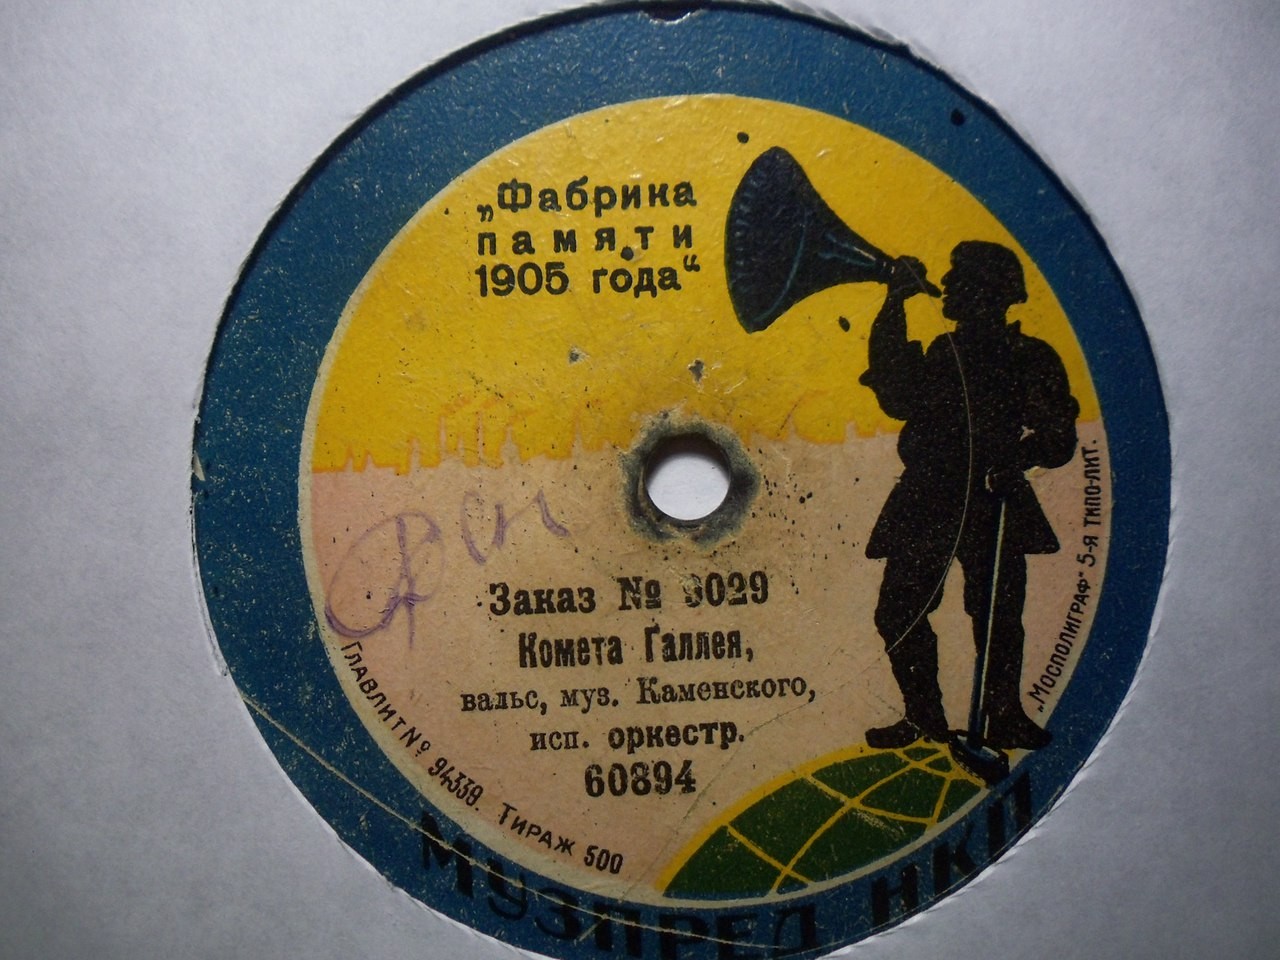 „Фабрика
памяти
1905 года“
Заказ № 9029
Комета Галлея,
вальс, муз. Каменского,
исп. оркестр.
60894
Главлит № 94339. Тираж 500
„Мосполиграф“ 5-я типо-лит.
МУЗПРЕД НКП